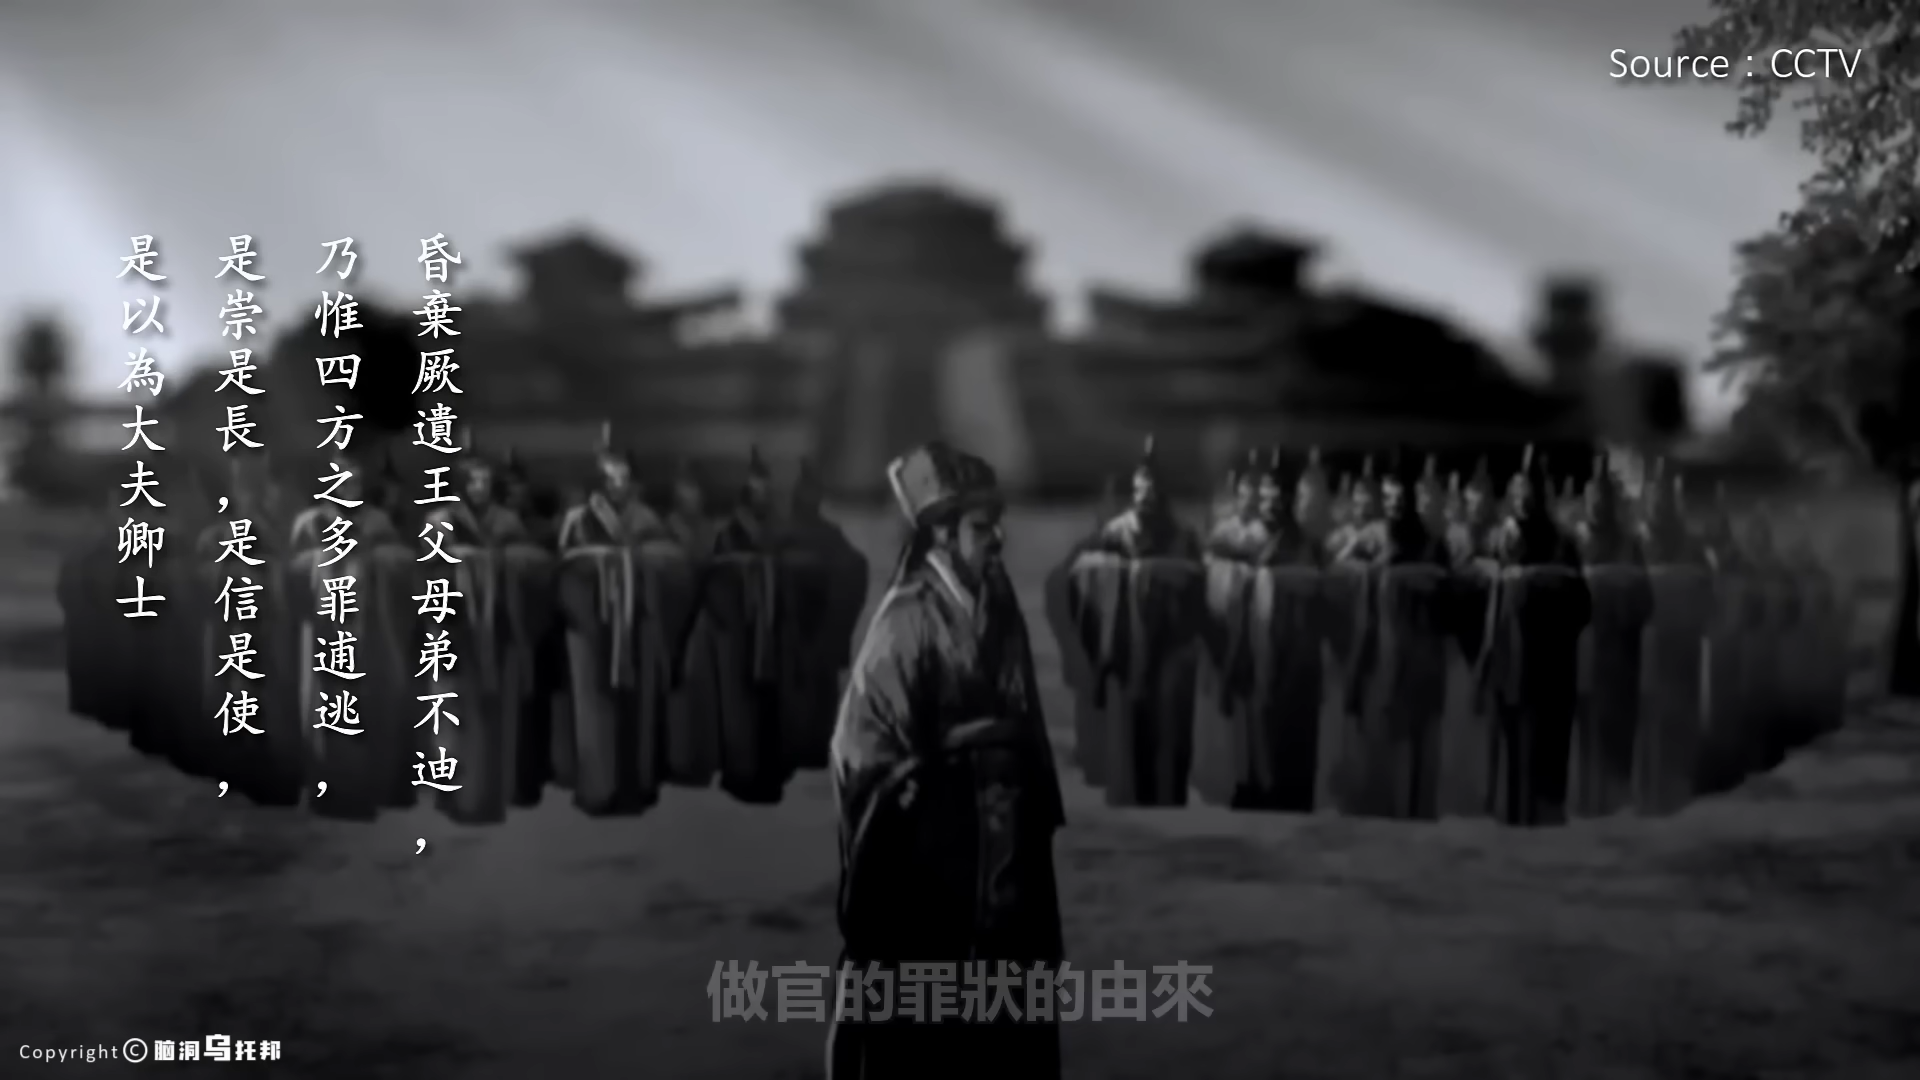 Source：CCTV
昏棄厥遺王父母弟不迪，
乃惟四方之多罪逋逃，
是崇是長，是信是使，
是以為大夫卿士
做官的罪狀的由來
Copyright © 脑洞乌托邦